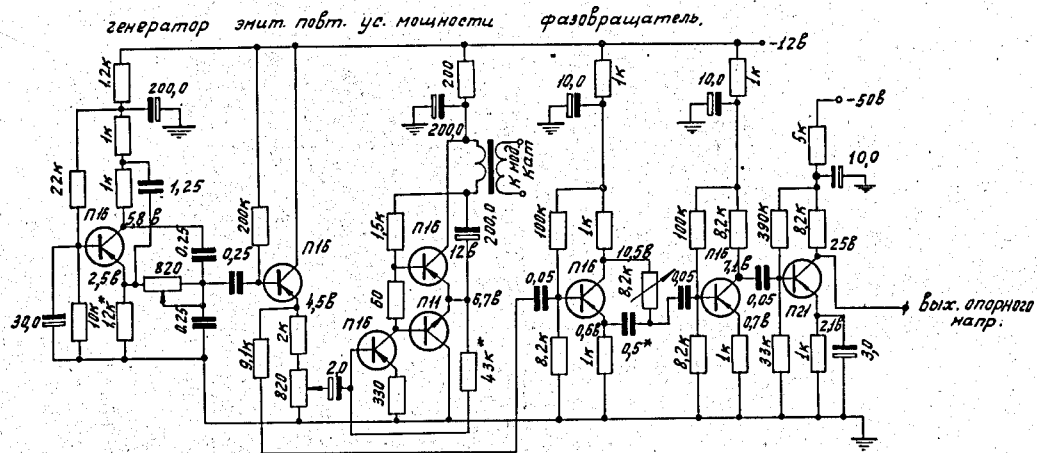 генератор эмит. повт. ус. мощности фазовращатель.
-12в
1,2к
200,0
1к
22к
1к
1,25
П16
5,8 в
2,5в
820
0,25
0,25
0,25
30,0
10к
1,2к*
200к
П16
4,5в
2к
9,1к
820
2,0
200
200,0
к мод. кат
1,5к
П16
12в
200,0
60
П11
6,7в
П16
330
43к*
10,0
1к
100к
1к
10,5в
П16
8,2к
0,05
0,6в
0,5*
8,2к
1к
10,0
1к
100к
8,2к
П16
7,1в
0,05
0,7в
8,2к
1к
-50в
5к
10,0
390к
8,2к
25в
0,05
П21
2,1в
33к
1к
3,0
вых. опорного
напр.